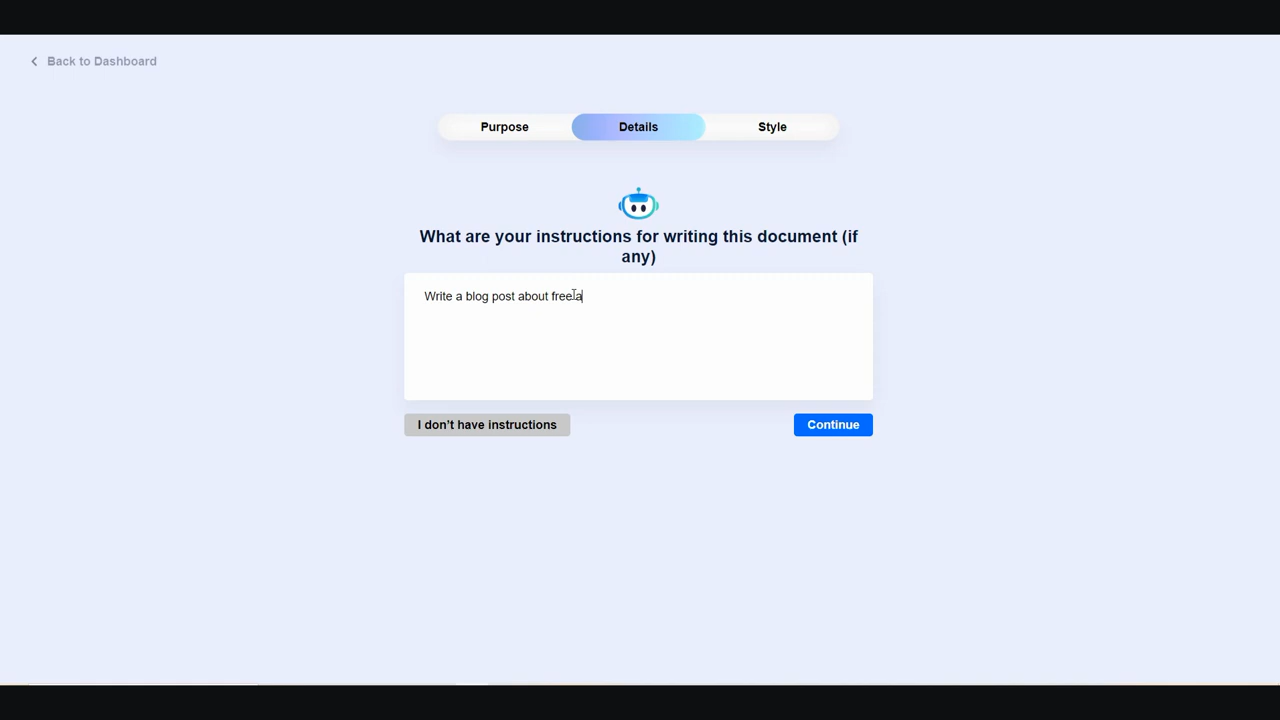 Back to Dashboard
Purpose
Details
Style
What are your instructions for writing this document (if
any)
Write a blog post about free a
I don't have instructions
Continue